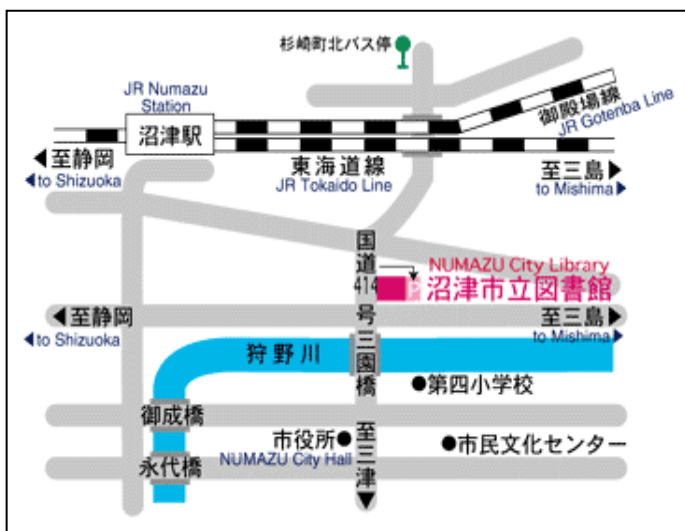 杉崎町北バス停
JR Numazu
Station
沼津駅
御殿場線
JR Gotenba Line
至静岡
to Shizuoka
東海道線
JR Tokaido Line
至三島
to Mishima
国道414号
NUMAZU City Library
P
沼津市立図書館
至静岡
to Shizuoka
至三島
to Mishima
狩野川
三園橋
第四小学校
御成橋
市役所
NUMAZU City Hall
至三津
市民文化センター
永代橋